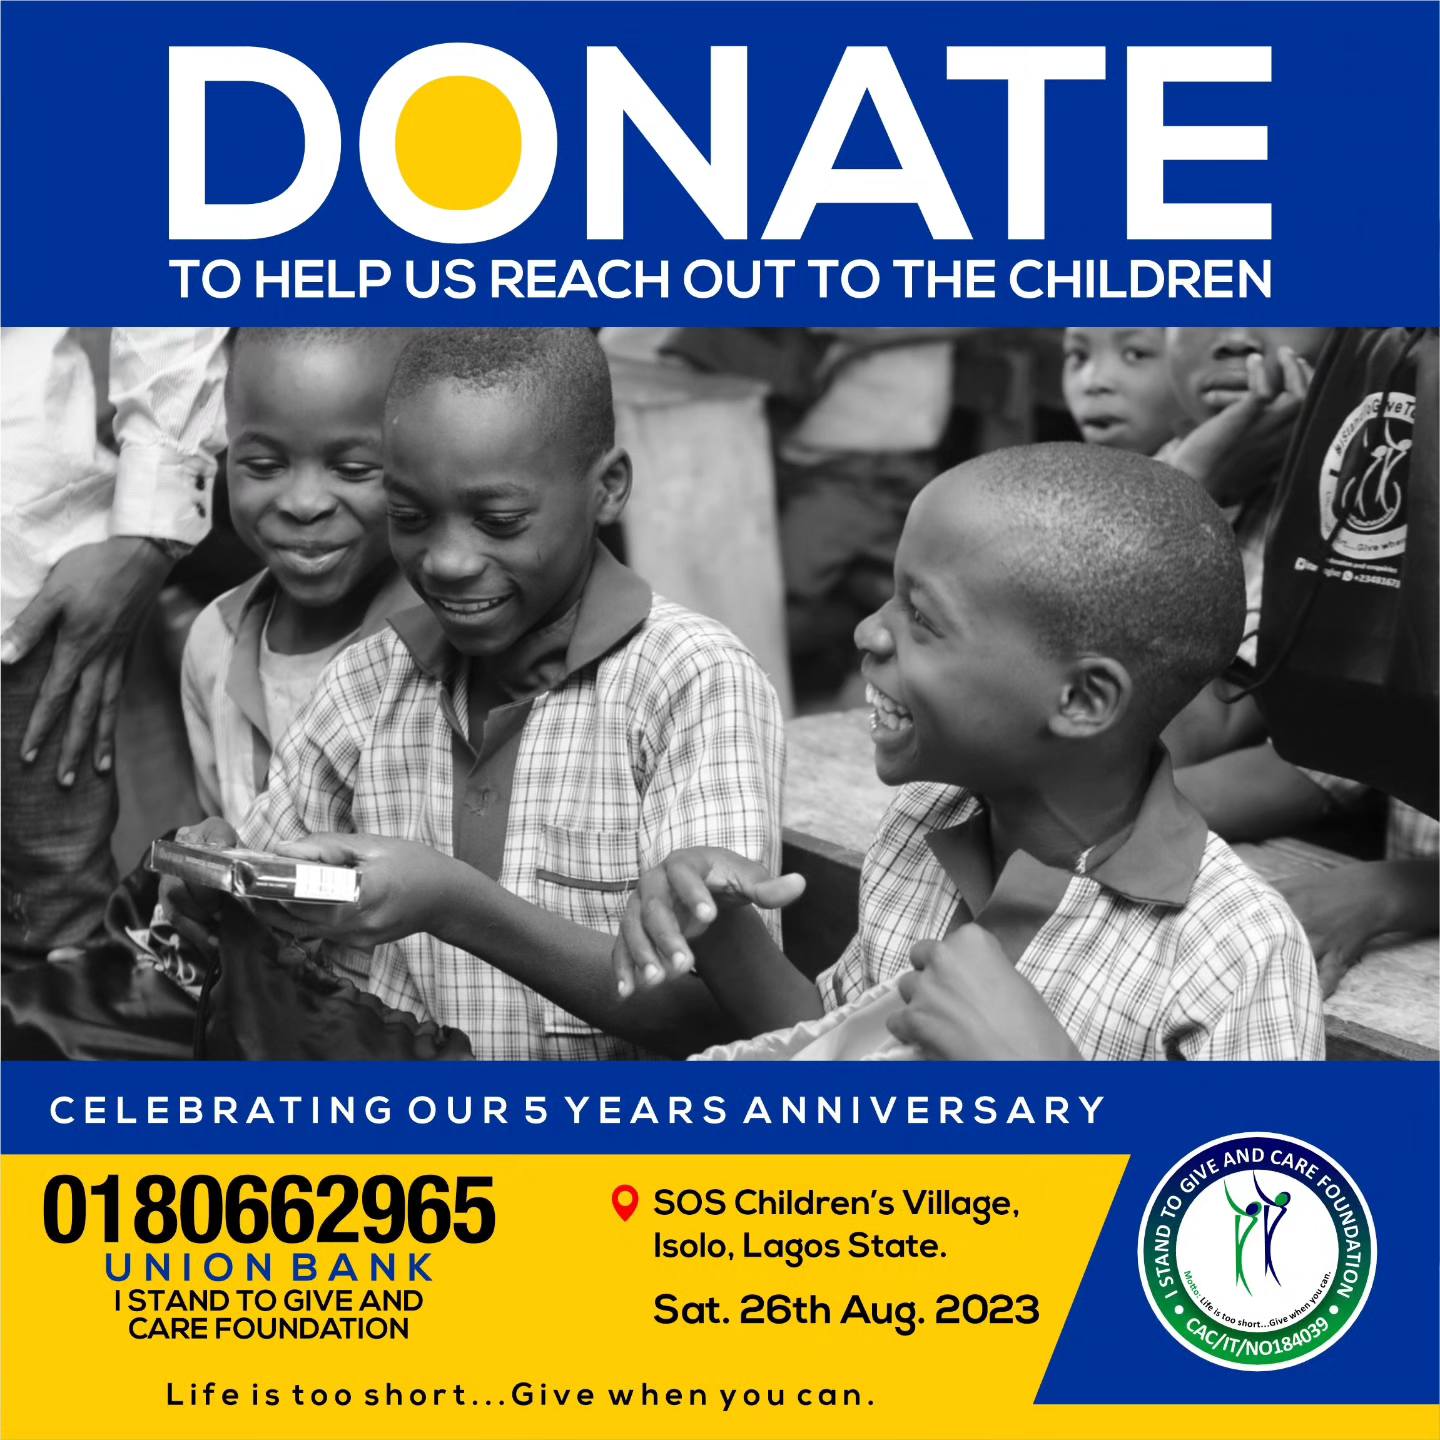 DONATE
TO HELP US REACH OUT TO THE CHILDREN
CELEBRATING OUR 5 YEARS ANNIVERSARY
0180662965
UNION BANK
I STAND TO GIVE AND
CARE FOUNDATION
SOS Children's Village,
Isolo, Lagos State.
Sat. 26th Aug. 2023
Life is too short...Give when you can.
I STAND TO GIVE AND CARE FOUNDATION
Motto: Life is too short...Give when you can.
CAC/IT/NO184039